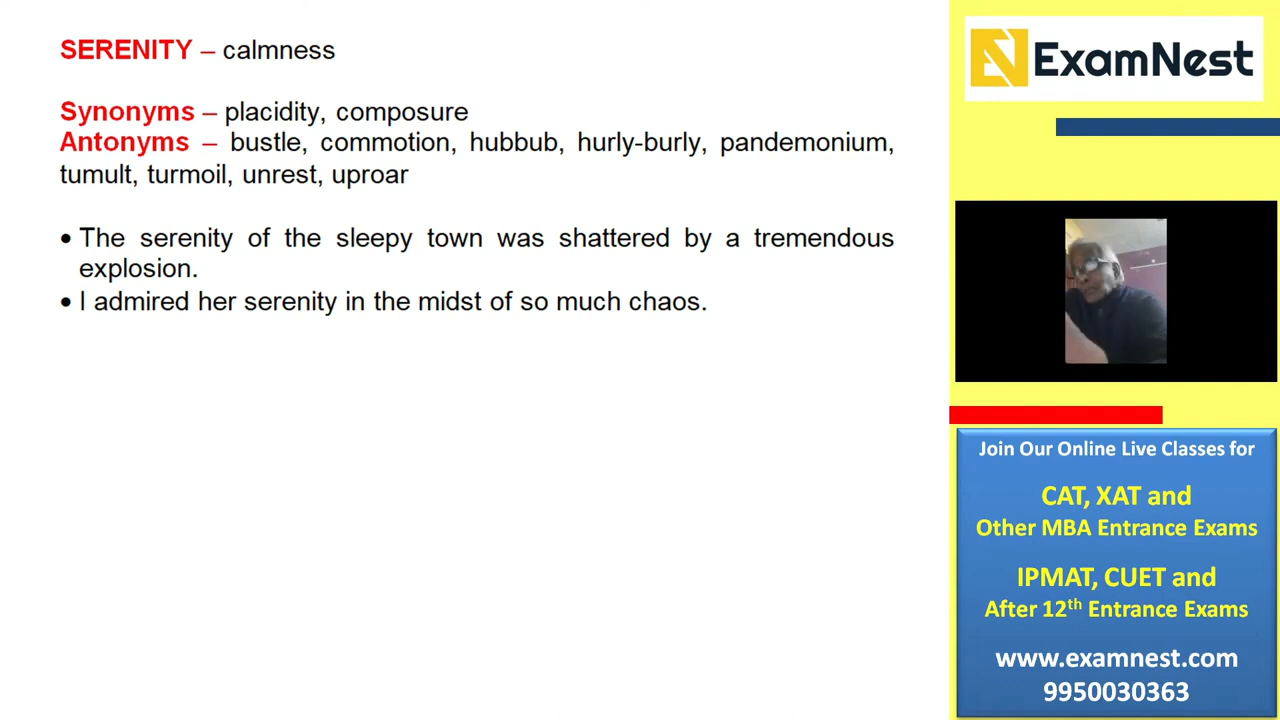 SERENITY – calmness
Synonyms – placidity, composure
Antonyms – bustle, commotion, hubbub, hurly-burly, pandemonium,
tumult, turmoil, unrest, uproar
• The serenity of the sleepy town was shattered by a tremendous
explosion.
• I admired her serenity in the midst of so much chaos.
ExamNest
Join Our Online Live Classes for
CAT, XAT and
Other MBA Entrance Exams
IPMAT, CUET and
After 12th Entrance Exams
www.examnest.com
9950030363